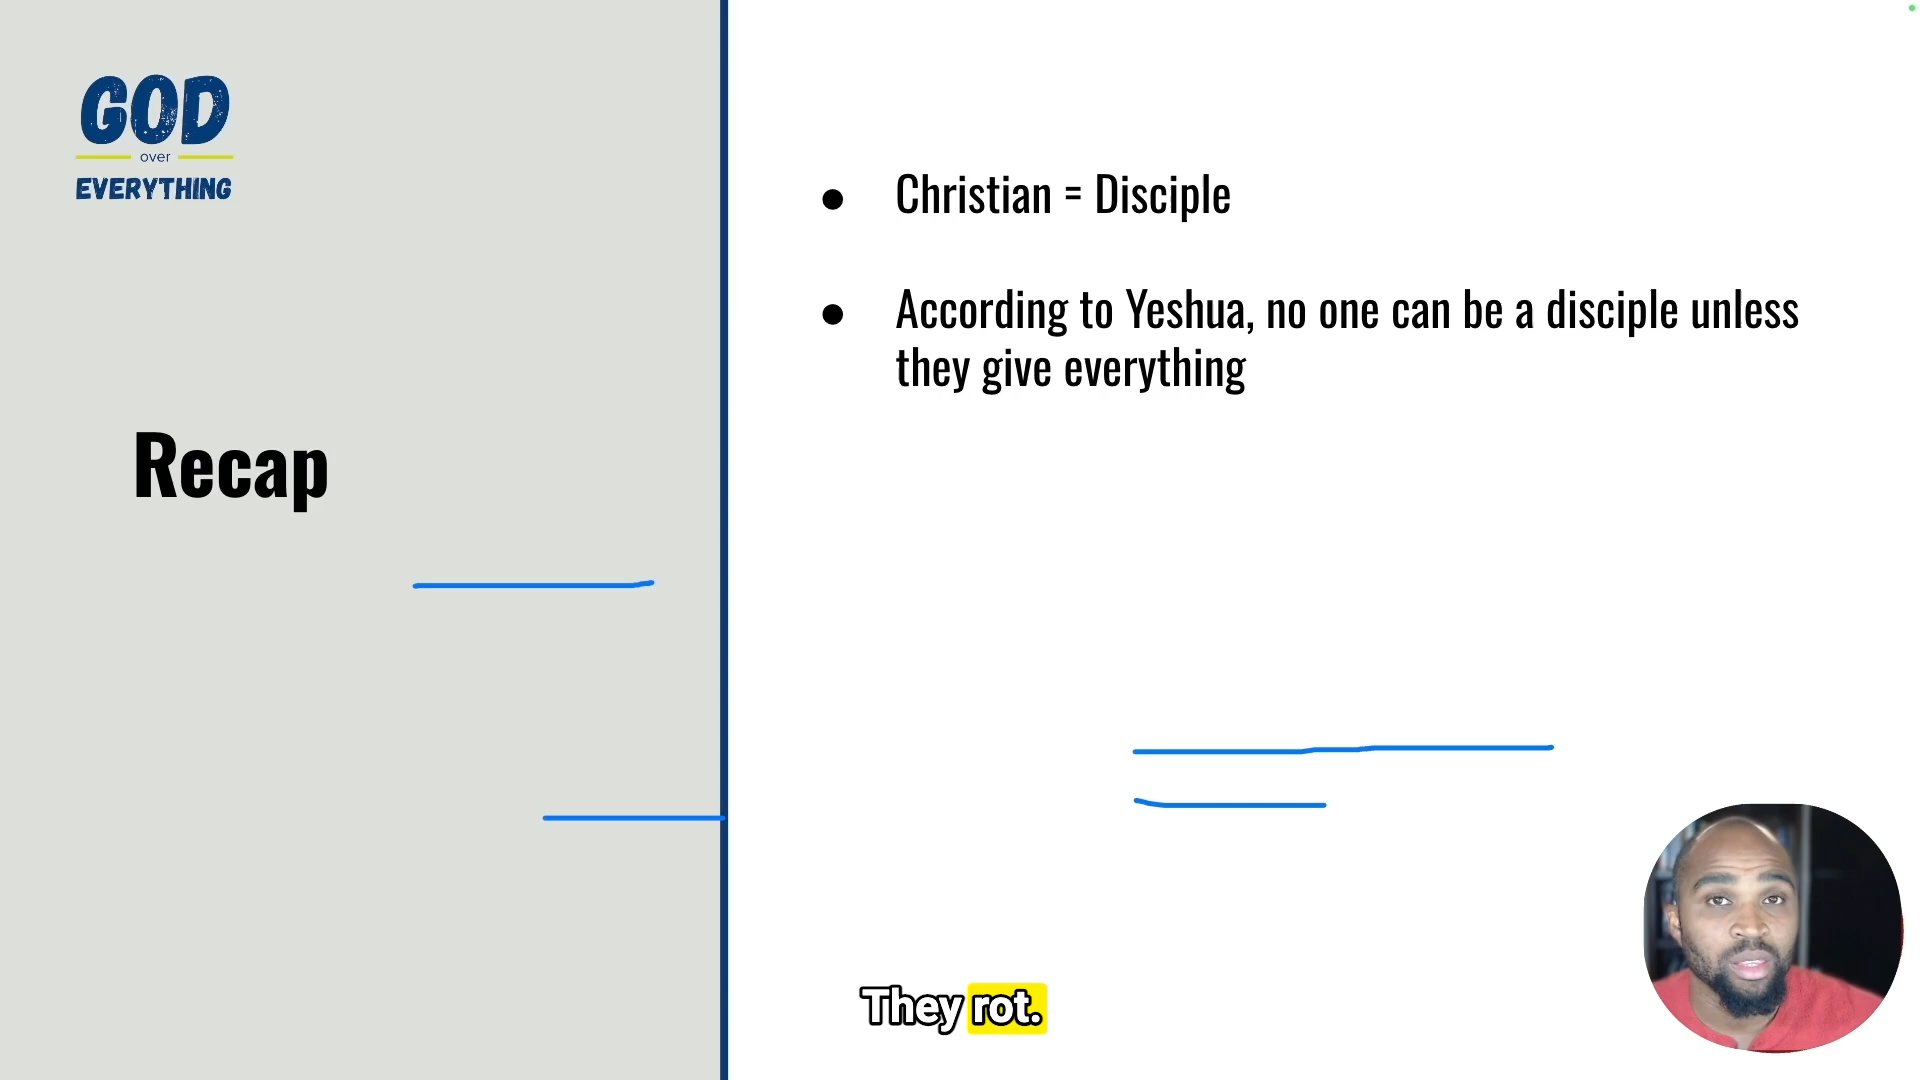 GOD
over
EVERYTHING
Recap
● Christian = Disciple
● According to Yeshua, no one can be a disciple unless
they give everything
They rot.